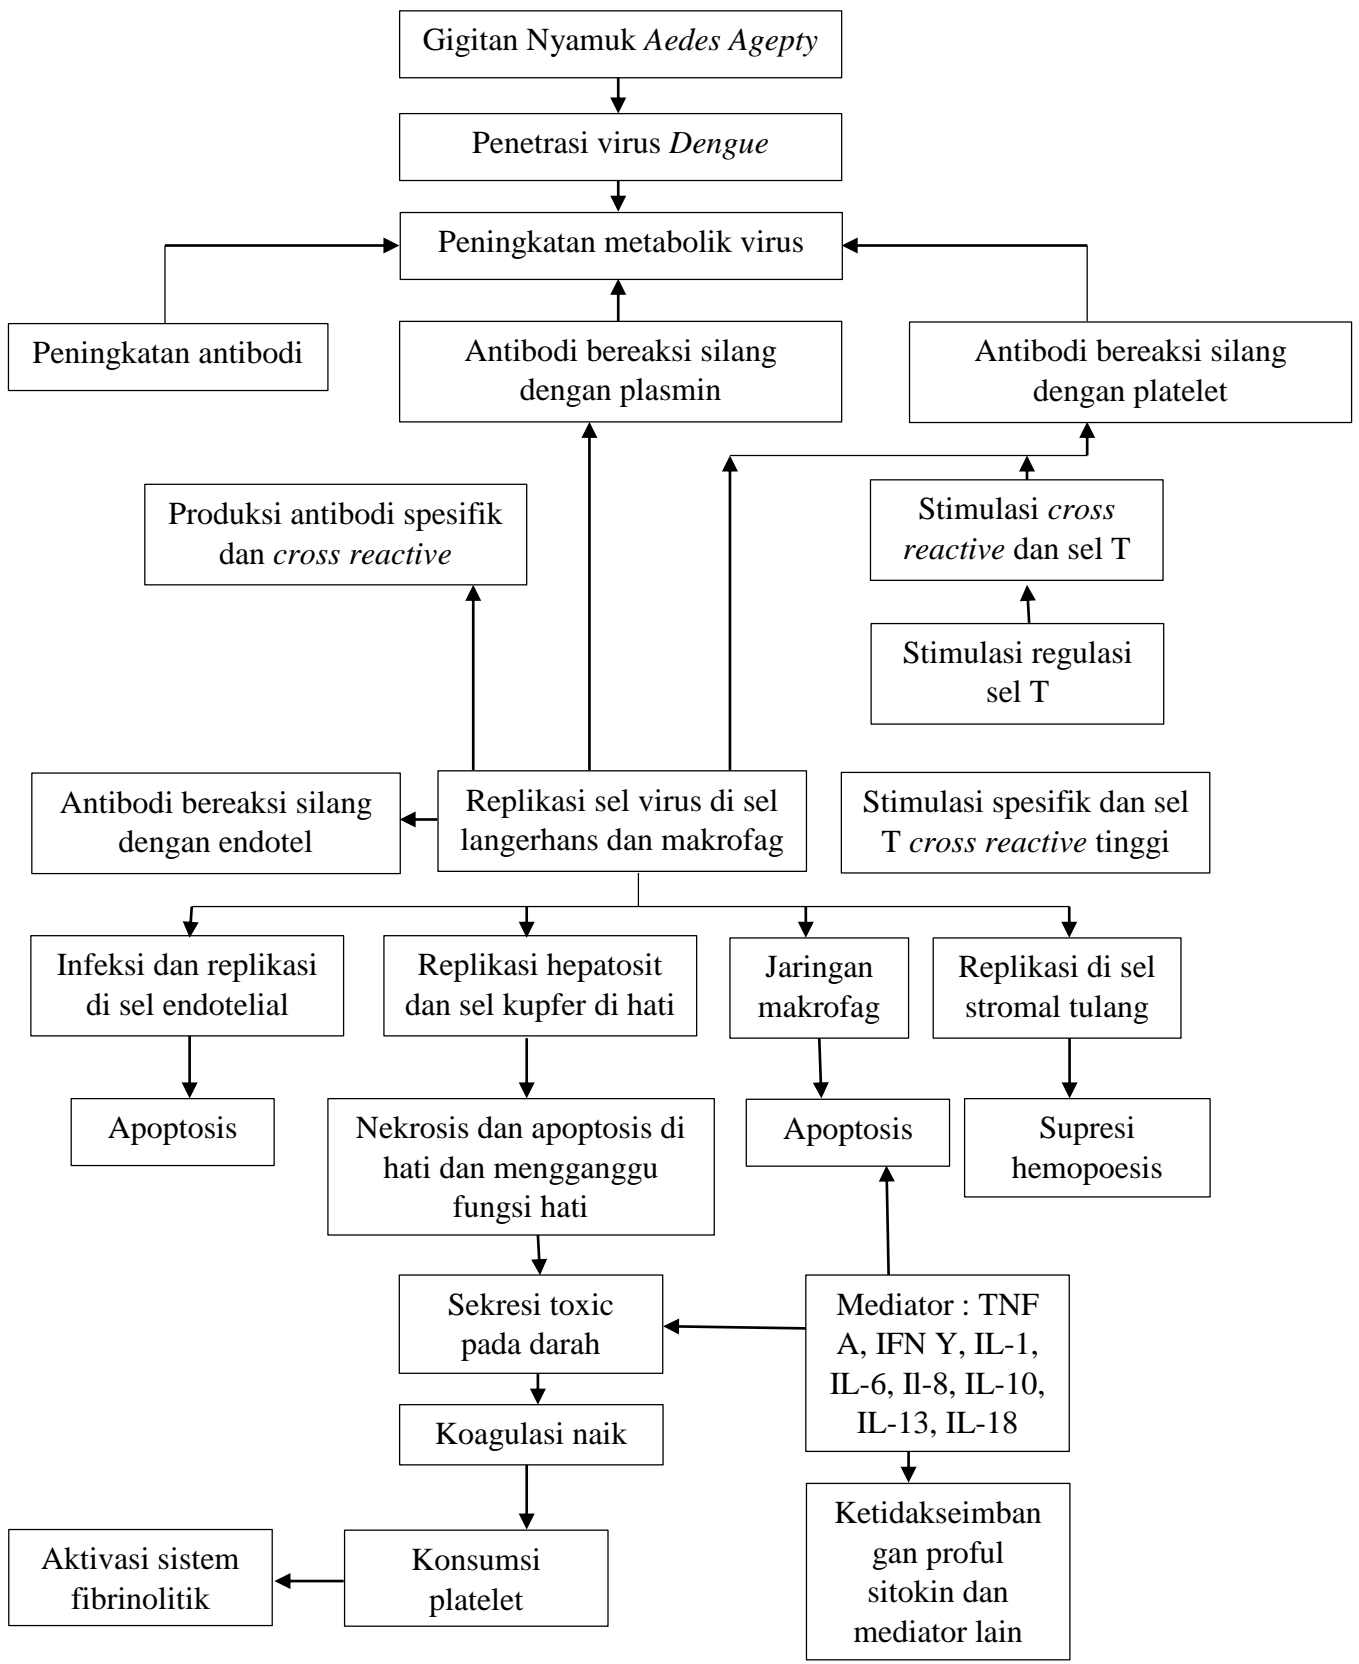 Gigitan Nyamuk Aedes Agepty
Penetrasi virus Dengue
Peningkatan metabolik virus
Peningkatan antibodi
Antibodi bereaksi silang
dengan plasmin
Antibodi bereaksi silang
dengan platelet
Produksi antibodi spesifik
dan cross reactive
Stimulasi cross
reactive dan sel T
Stimulasi regulasi
sel T
Antibodi bereaksi silang
dengan endotel
Replikasi sel virus di sel
langerhans dan makrofag
Stimulasi spesifik dan sel
T cross reactive tinggi
Infeksi dan replikasi
di sel endotelial
Replikasi hepatosit
dan sel kupfer di hati
Jaringan
makrofag
Replikasi di sel
stromal tulang
Apoptosis
Nekrosis dan apoptosis di
hati dan mengganggu
fungsi hati
Apoptosis
Supresi
hemopoesis
Sekresi toxic
pada darah
Mediator : TNF
A, IFN Y, IL-1,
IL-6, Il-8, IL-10,
IL-13, IL-18
Koagulasi naik
Ketidakseimban
gan proful
sitokin dan
mediator lain
Aktivasi sistem
fibrinolitik
Konsumsi
platelet